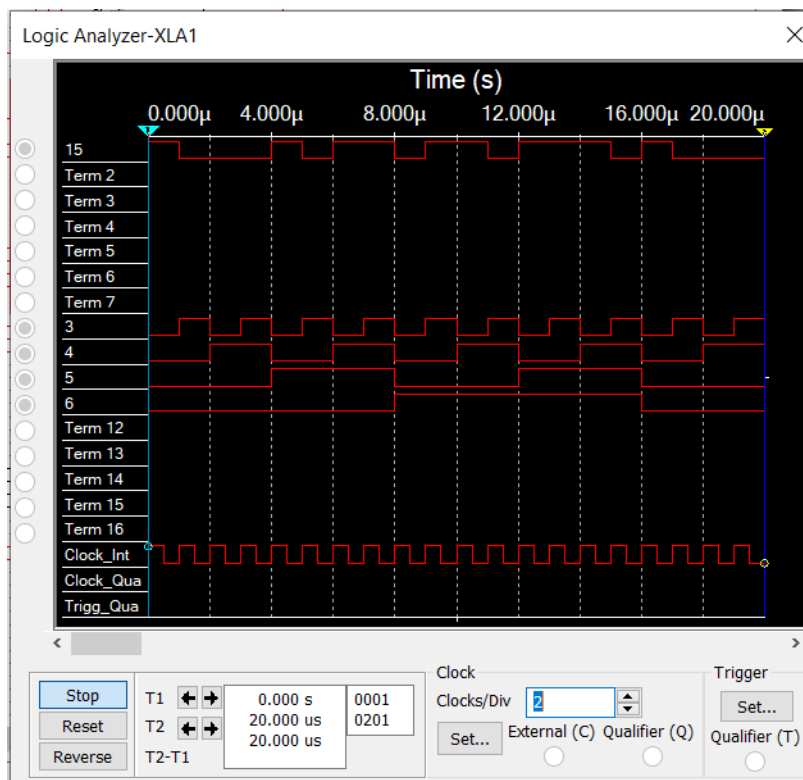 Logic Analyzer-XLA1
Time (s)
0.000µ 4.000µ 8.000µ 12.000µ 16.000µ 20.000µ
15
Term 2
Term 3
Term 4
Term 5
Term 6
Term 7
3
4
5
6
Term 12
Term 13
Term 14
Term 15
Term 16
Clock_Int
Clock_Qua
Trigg_Qua
Clock Trigger
Stop T1 0.000 s 0001 Clocks/Div 2 Set...
Reset T2 20.000 us 0201 Set... External (C) Qualifier (Q) Qualifier (T)
Reverse T2-T1 20.000 us